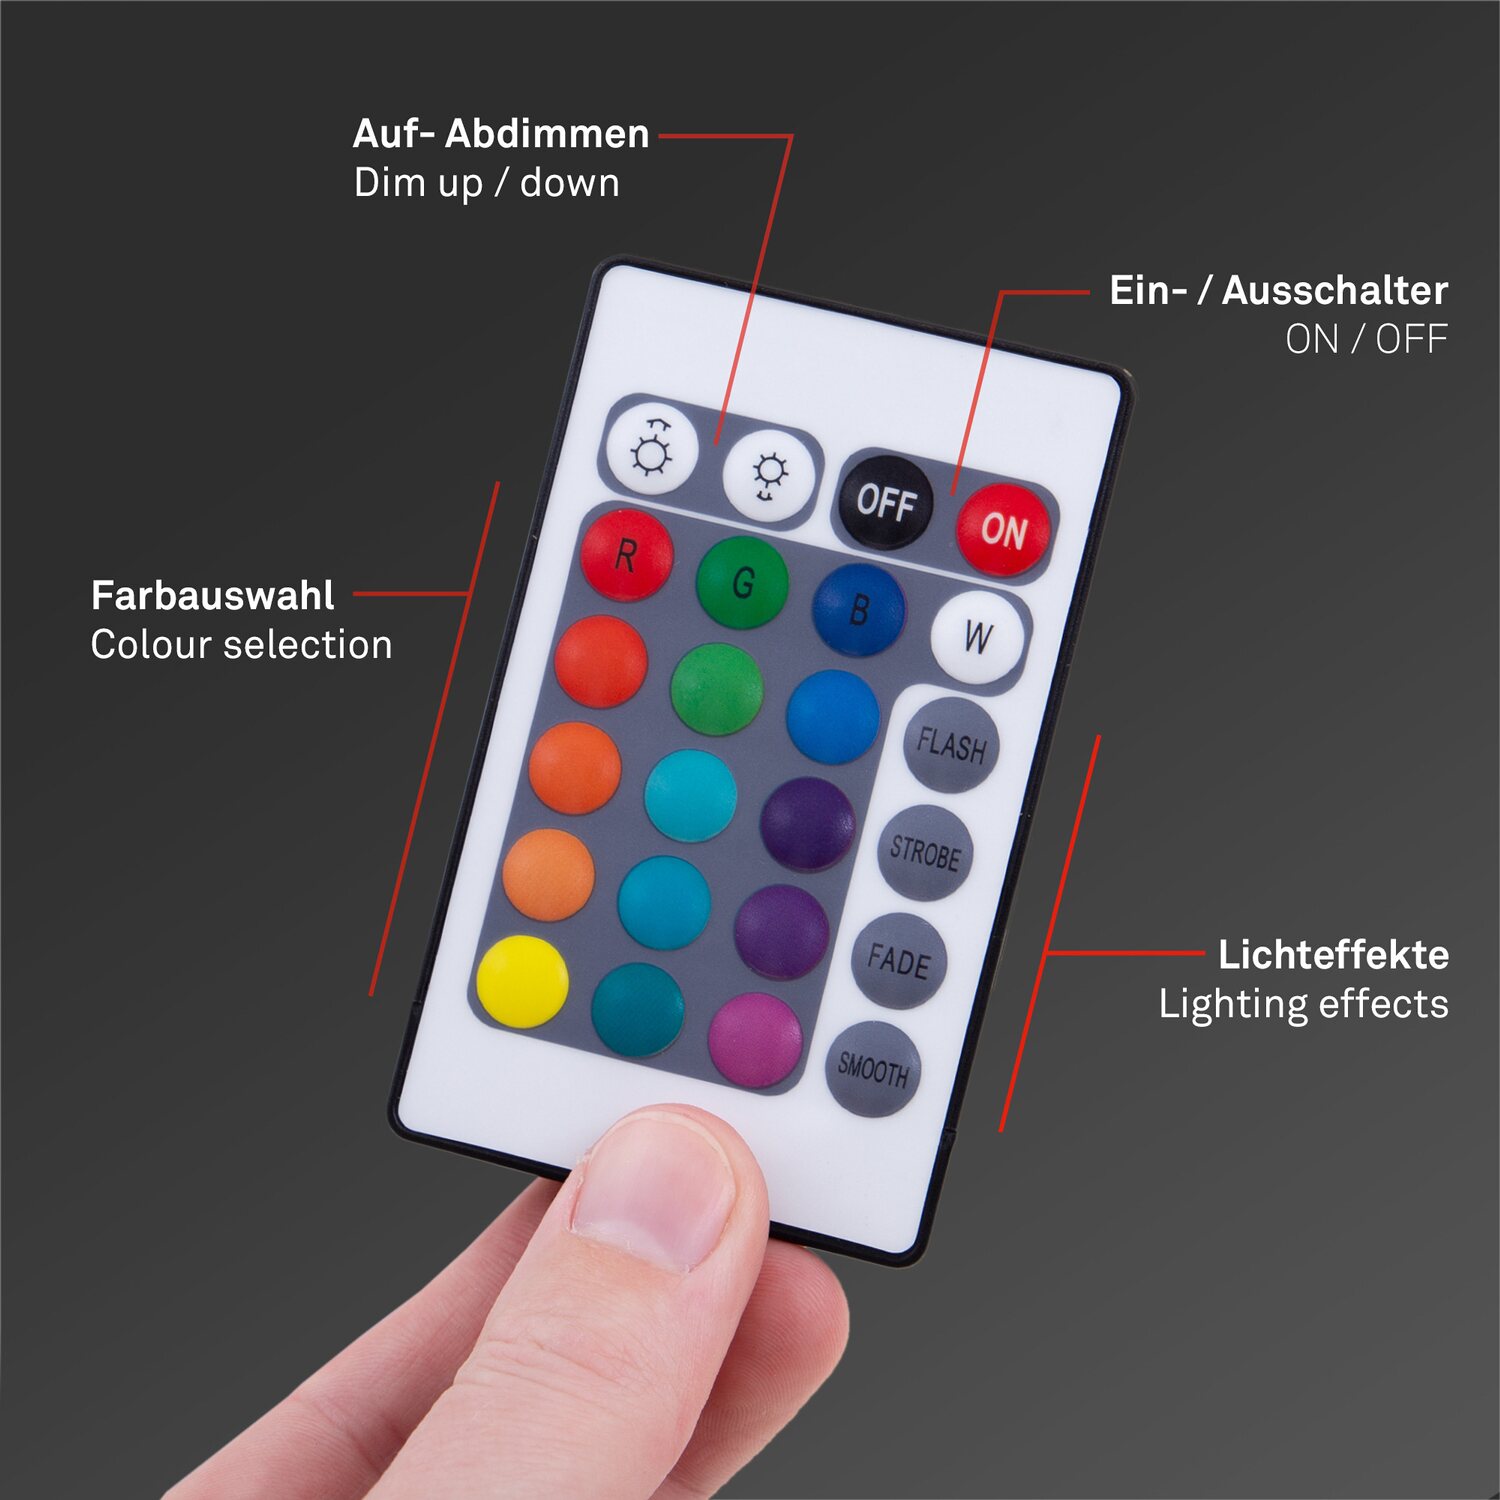 Auf- Abdimmen
Dim up / down
Ein- / Ausschalter
ON / OFF
OFF
ON
R
G
B
W
Farbauswahl
Colour selection
FLASH
STROBE
FADE
SMOOTH
Lichteffekte
Lighting effects